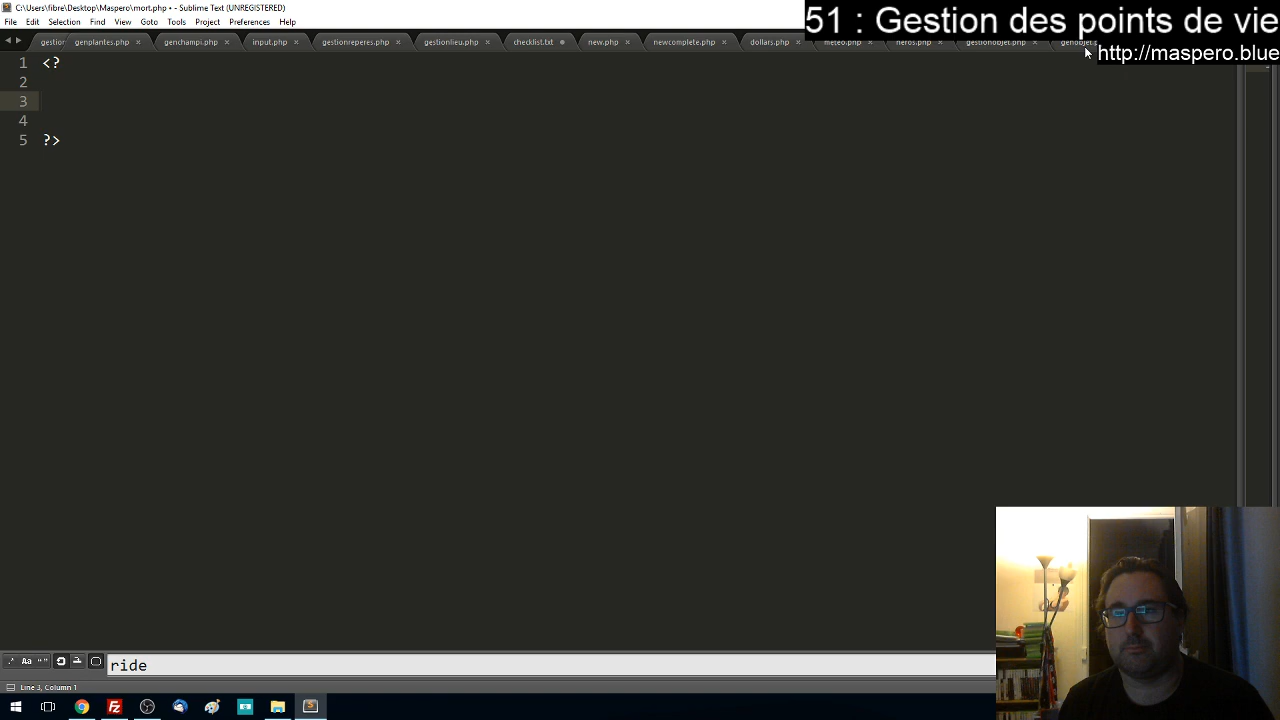 C:\Users\fibre\Desktop\Maspero\mort.php • - Sublime Text (UNREGISTERED)
51 : Gestion des points de vie
File Edit Selection Find View Goto Tools Project Preferences Help
http://maspero.blue
gestion genplantes.php × genchampi.php × input.php × gestionreperes.php × gestionlieu.php × checklist.txt new.php × newcomplete.php × dollars.php × meteo.php × heros.php × gestionobjet.php × genobjet.p
1 <?
2
3
4
5 ?>
.* Aa “” ride
Line 3, Column 1